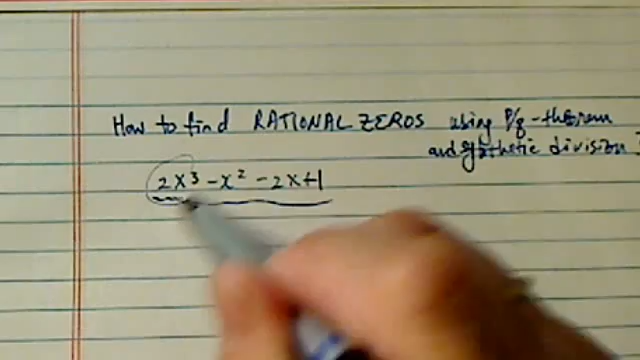 How to find RATIONAL ZEROS using P/q-theorem
and synthetic division
2x³ - x² - 2x + 1